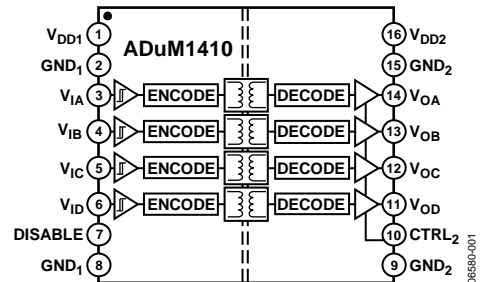 ADuM1410
VDD1 1
16 VDD2
GND1 2
15 GND2
VIA 3 ENCODE DECODE 14 VOA
VIB 4 ENCODE DECODE 13 VOB
VIC 5 ENCODE DECODE 12 VOC
VID 6 ENCODE DECODE 11 VOD
DISABLE 7
10 CTRL2
GND1 8
9 GND2
06580-001